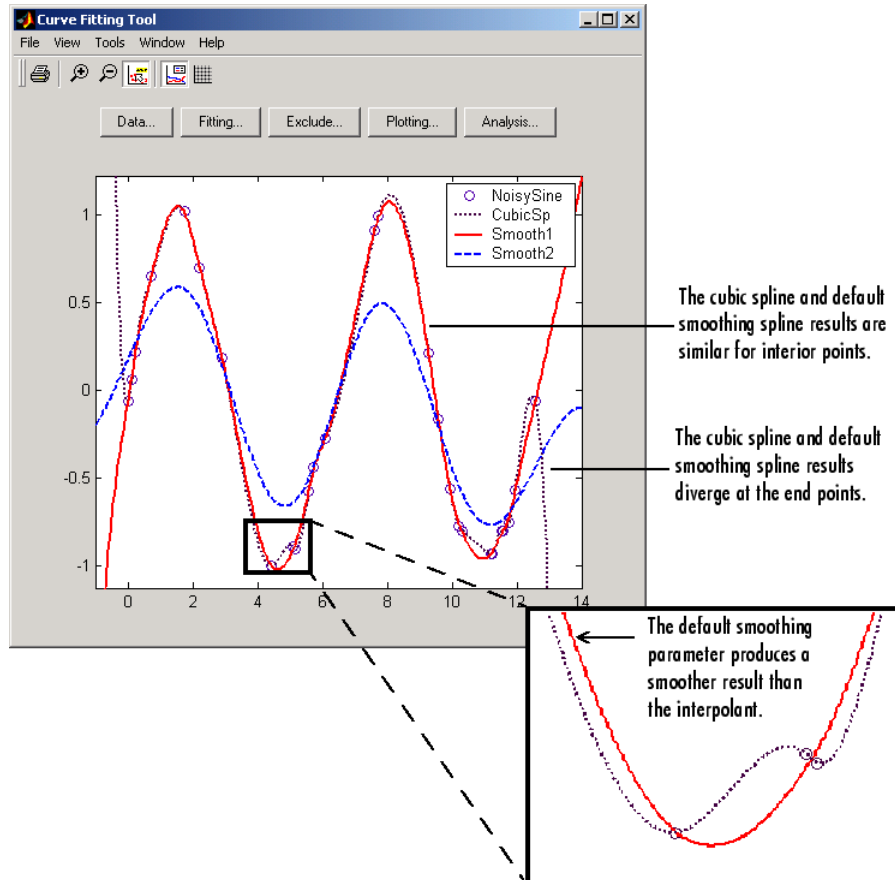 Curve Fitting Tool
File View Tools Window Help
Data... Fitting... Exclude... Plotting... Analysis...
NoisySine
CubicSp
Smooth1
Smooth2
1
0.5
0
-0.5
-1
0 2 4 6 8 10 12 14
The cubic spline and default
smoothing spline results are
similar for interior points.
The cubic spline and default
smoothing spline results
diverge at the end points.
The default smoothing
parameter produces a
smoother result than
the interpolant.